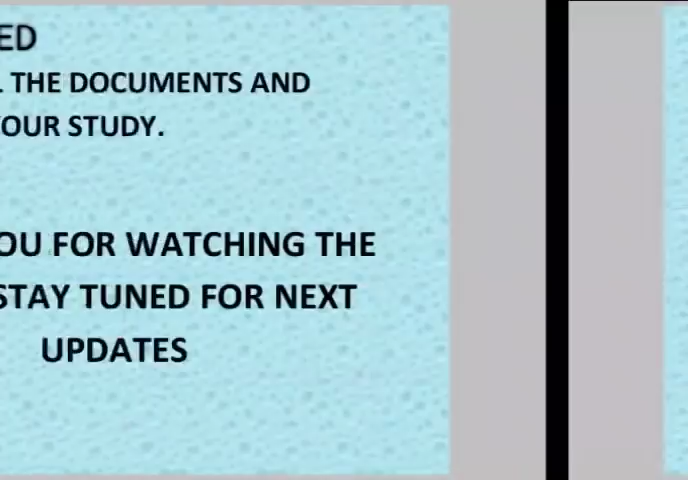 ED
THE DOCUMENTS AND
OUR STUDY.
OU FOR WATCHING THE
STAY TUNED FOR NEXT
UPDATES